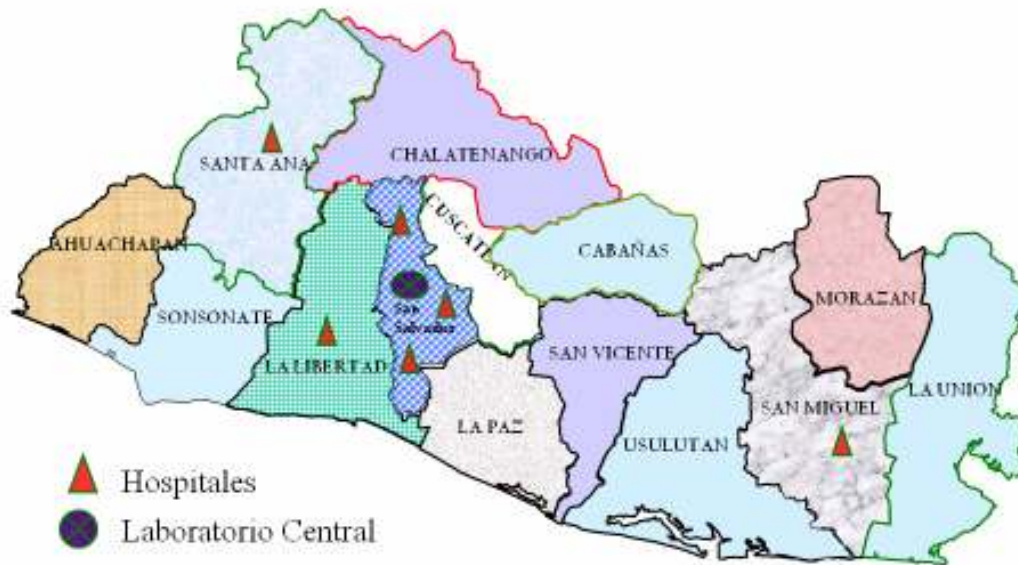 CHALATENANGO
SANTA ANA
CUSCATLAN
AHUACHAPAN
CABAÑAS
SONSONATE
San
Salvador
MORAZAN
LA LIBERTAD
SAN VICENTE
LA UNION
SAN MIGUEL
LA PAZ
USULUTAN
Hospitales
Laboratorio Central